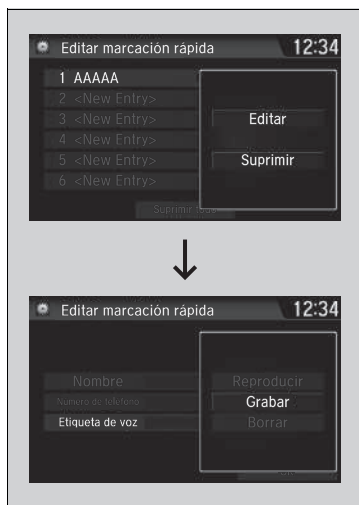 Editar marcación rápida 12:34
1 AAAAA
2 <New Entry>
3 <New Entry> Editar
4 <New Entry>
5 <New Entry> Suprimir
6 <New Entry>
Suprimir todo
Editar marcación rápida 12:34
Nombre Reproducir
Número de teléfono Grabar
Etiqueta de voz Borrar